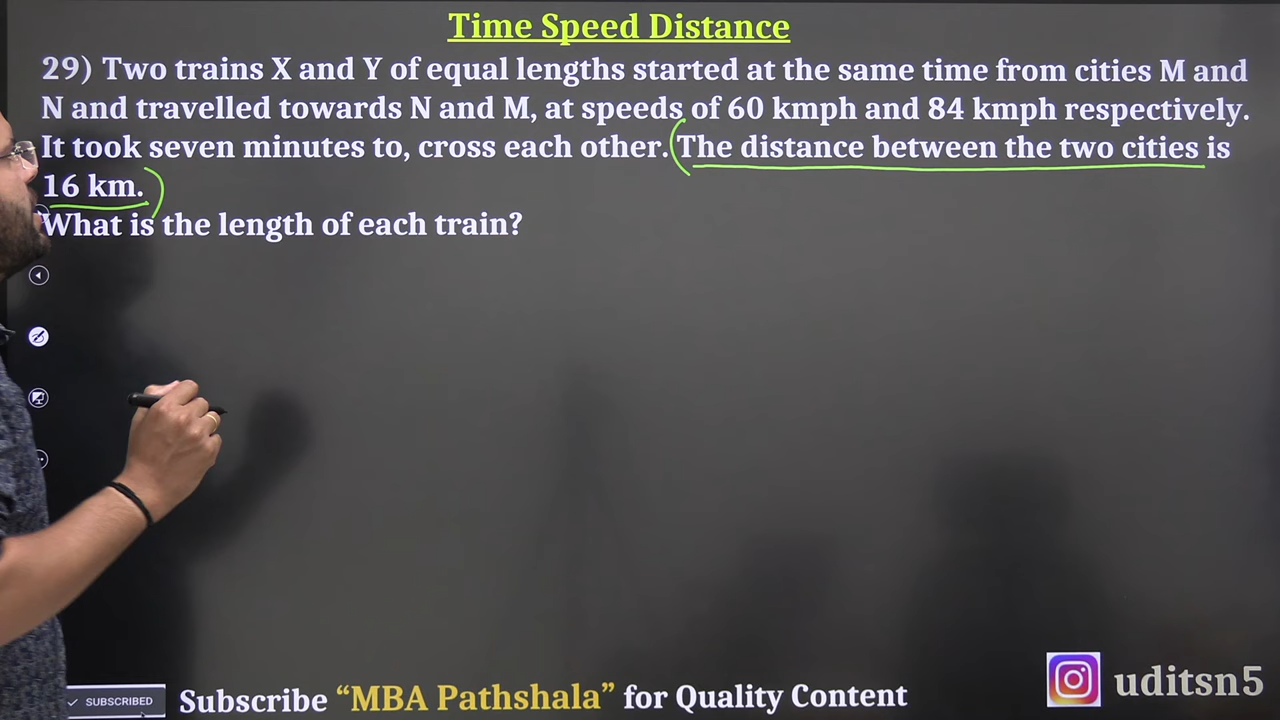 Time Speed Distance
29) Two trains X and Y of equal lengths started at the same time from cities M and
N and travelled towards N and M, at speeds of 60 kmph and 84 kmph respectively.
It took seven minutes to, cross each other. The distance between the two cities is
16 km.
What is the length of each train?
SUBSCRIBED
Subscribe “MBA Pathshala” for Quality Content
uditsn5